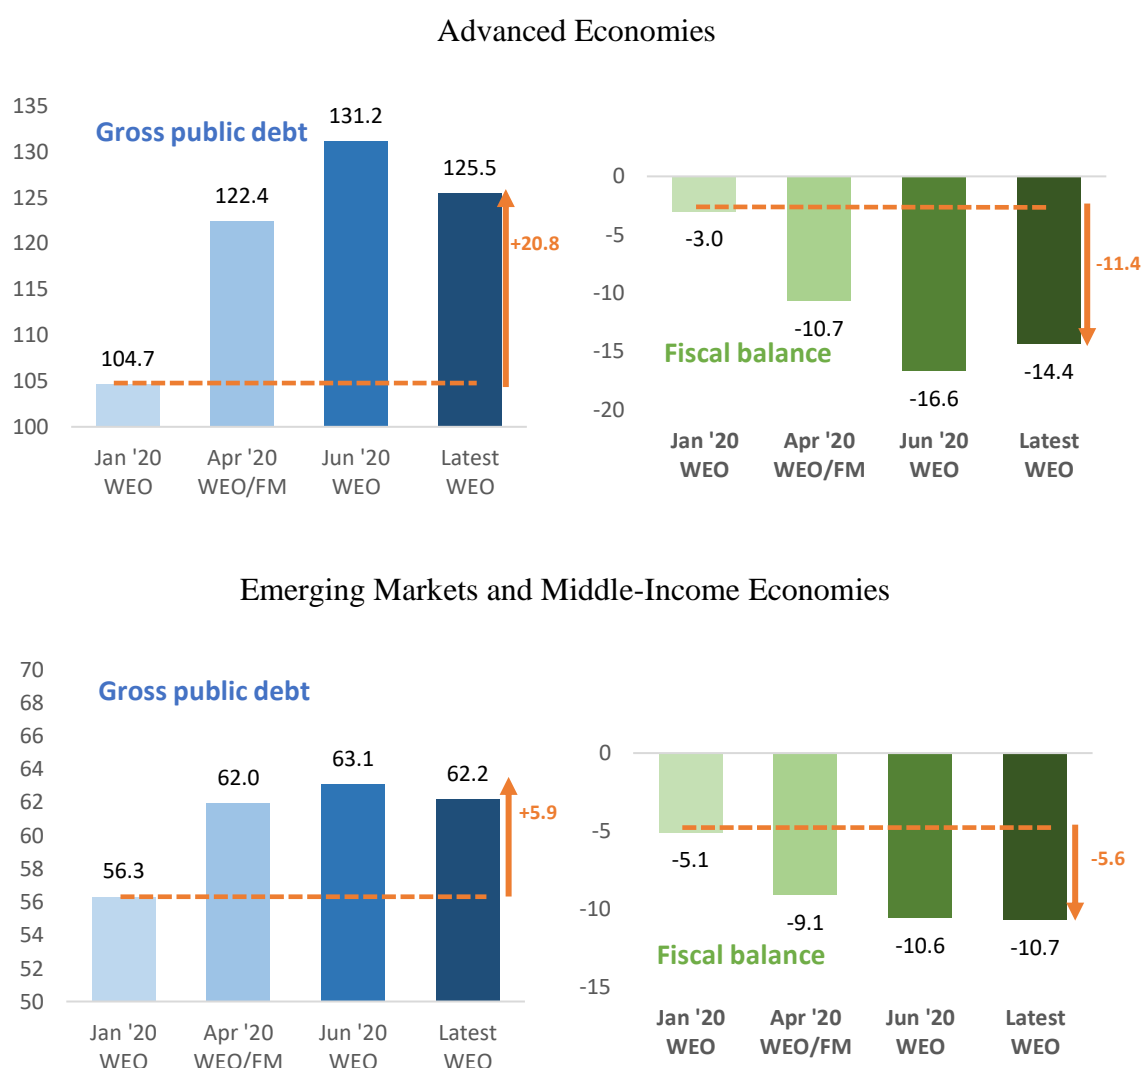 Advanced Economies
135
130
125
120
115
110
105
100
Gross public debt
104.7
122.4
131.2
125.5
+20.8
Jan '20
WEO
Apr '20
WEO/FM
Jun '20
WEO
Latest
WEO
0
-5
-10
-15
-20
-3.0
-10.7
-16.6
-14.4
-11.4
Fiscal balance
Jan '20
WEO
Apr '20
WEO/FM
Jun '20
WEO
Latest
WEO
Emerging Markets and Middle-Income Economies
70
68
66
64
62
60
58
56
54
52
50
Gross public debt
56.3
62.0
63.1
62.2
+5.9
Jan '20
WEO
Apr '20
WEO/FM
Jun '20
WEO
Latest
WEO
0
-5
-10
-15
-5.1
-9.1
-10.6
-10.7
-5.6
Fiscal balance
Jan '20
WEO
Apr '20
WEO/FM
Jun '20
WEO
Latest
WEO